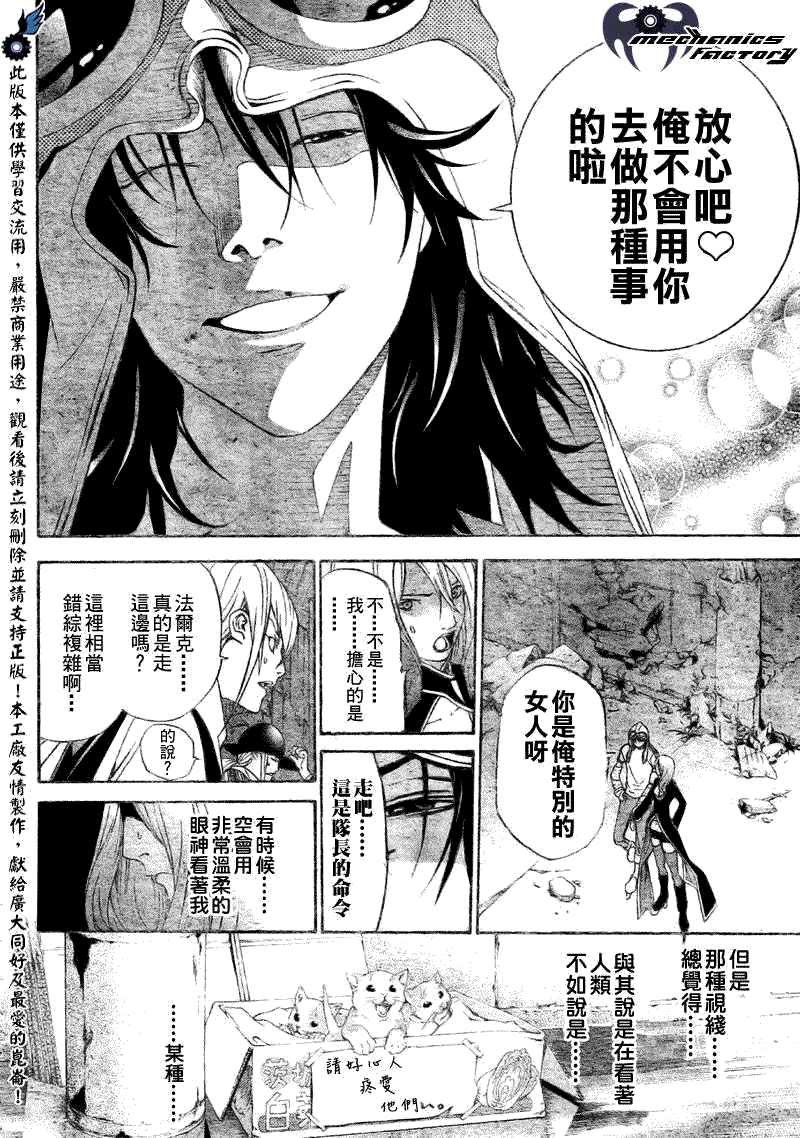 mechanics
Factory
放心吧♡，
俺不會用你
去做那種事
的啦
你是俺特別的
女人呀
不…不是……
我……擔心的是
走吧……
這是隊長的命令
法爾克……
真的是走
這邊嗎？
這裡相當
錯綜複雜啊…
的說？
有時候……
空會用
非常溫柔的
眼神看著我
但是
那種視綫
總覺得……
與其說是在看著
人類
不如說是……
……某種……
請好心人
疼愛
他們
白
此版本僅供學習交流用，嚴禁商業用途，觀看後請立刻刪除並請支持正版！本工廠友情製作，獻給廣大同好及最愛的崑崙！